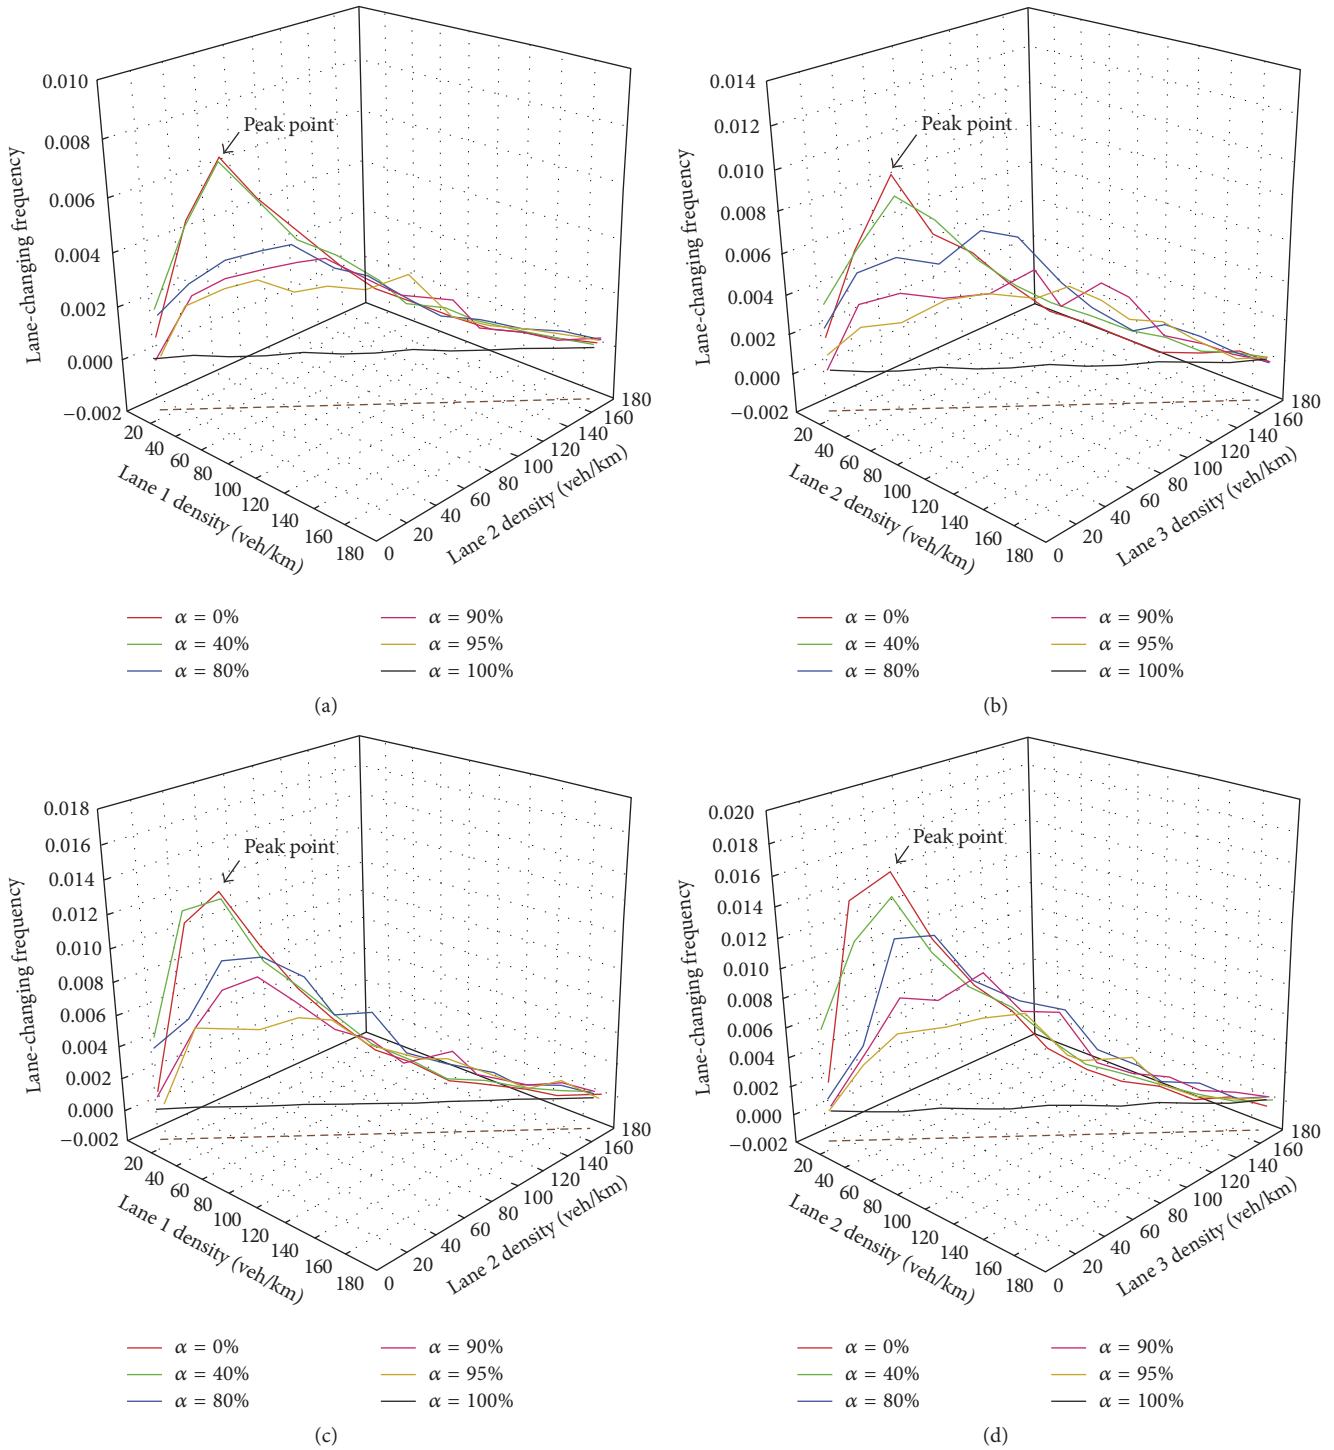 0.010
0.008
0.006
0.004
0.002
0.000
−0.002
Lane-changing frequency
Peak point
20
40
60
80
100
120
140
160
180
Lane 1 density (veh/km)
0
20
40
60
80
100
120
140
160
180
Lane 2 density (veh/km)
α = 0%
α = 40%
α = 80%
α = 90%
α = 95%
α = 100%
(a)
0.014
0.012
0.010
0.008
0.006
0.004
0.002
0.000
−0.002
Lane-changing frequency
Peak point
20
40
60
80
100
120
140
160
180
Lane 2 density (veh/km)
0
20
40
60
80
100
120
140
160
180
Lane 3 density (veh/km)
α = 0%
α = 40%
α = 80%
α = 90%
α = 95%
α = 100%
(b)
0.018
0.016
0.014
0.012
0.010
0.008
0.006
0.004
0.002
0.000
−0.002
Lane-changing frequency
Peak point
20
40
60
80
100
120
140
160
180
Lane 1 density (veh/km)
0
20
40
60
80
100
120
140
160
180
Lane 2 density (veh/km)
α = 0%
α = 40%
α = 80%
α = 90%
α = 95%
α = 100%
(c)
0.020
0.018
0.016
0.014
0.012
0.010
0.008
0.006
0.004
0.002
0.000
−0.002
Lane-changing frequency
Peak point
20
40
60
80
100
120
140
160
180
Lane 2 density (veh/km)
0
20
40
60
80
100
120
140
160
180
Lane 3 density (veh/km)
α = 0%
α = 40%
α = 80%
α = 90%
α = 95%
α = 100%
(d)